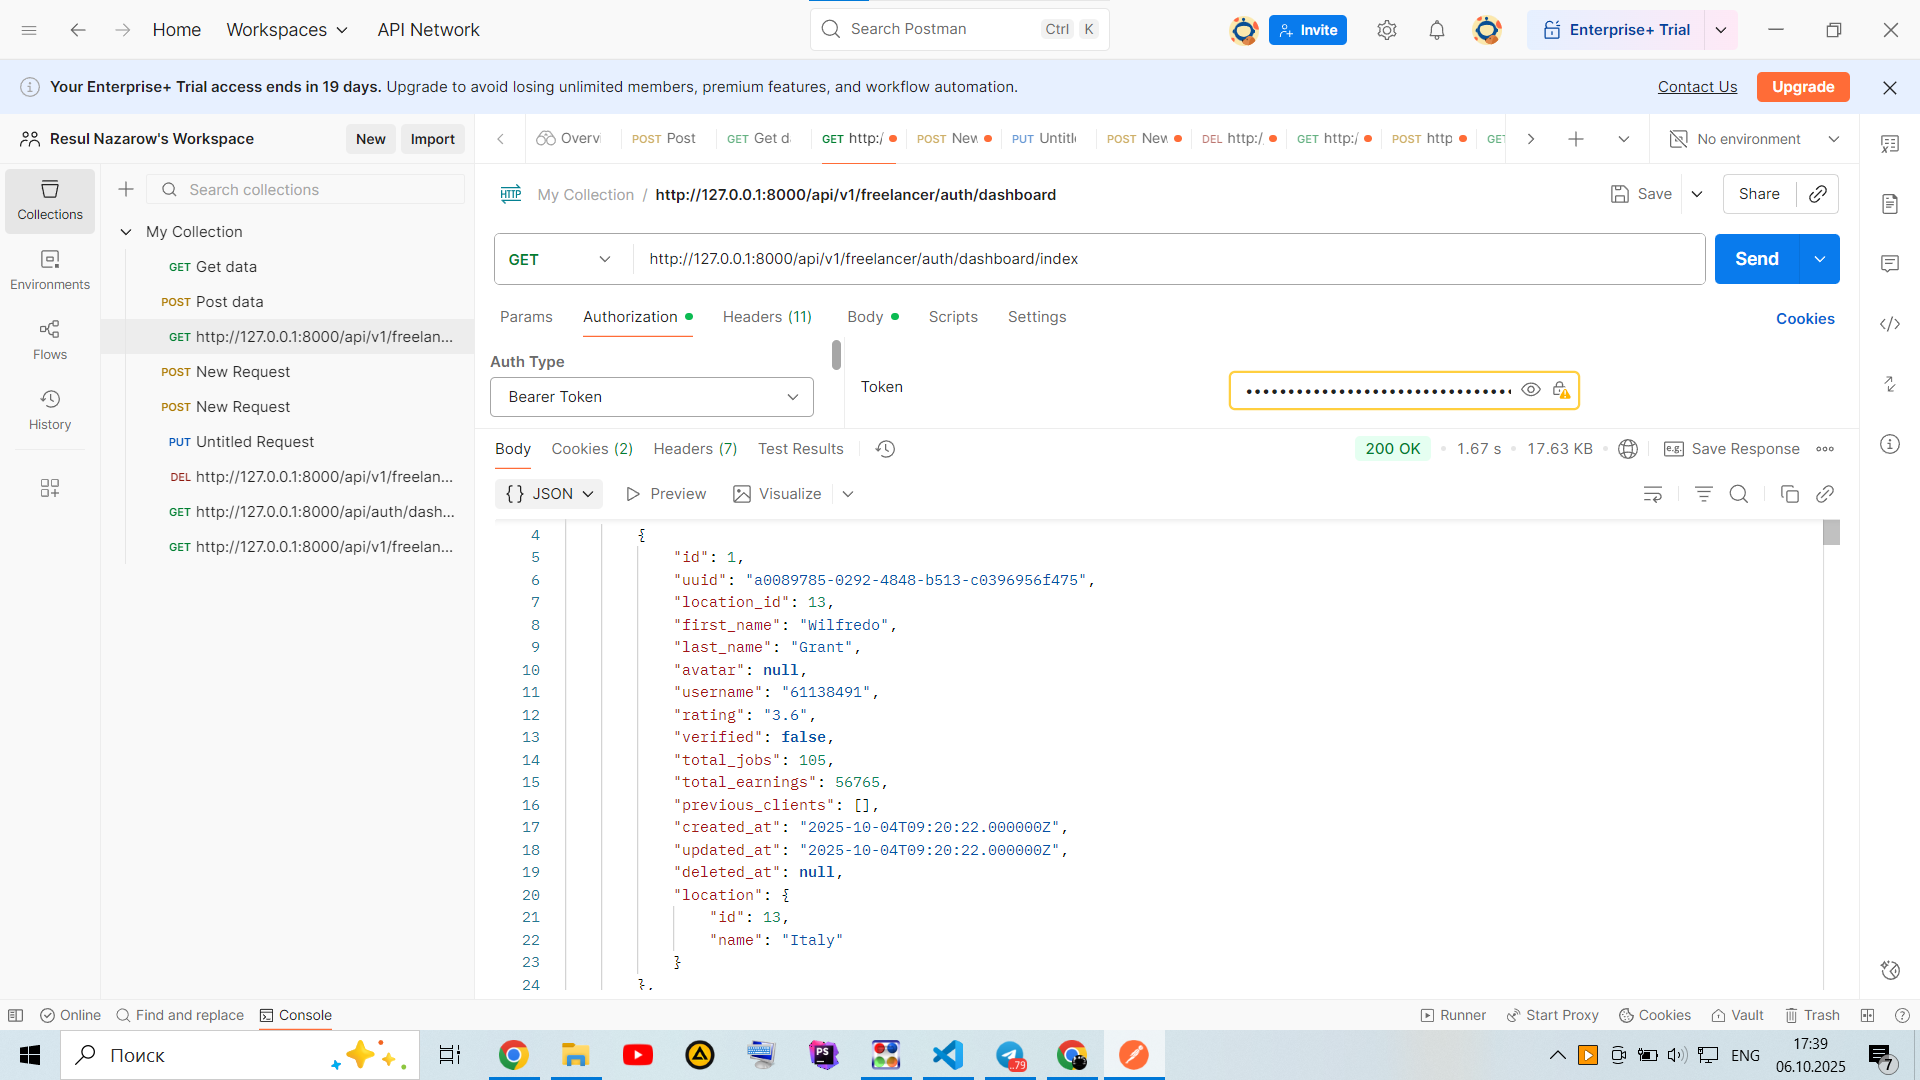 Home
Workspaces
API Network
Search Postman
Ctrl
K
Invite
Enterprise+ Trial
Your Enterprise+ Trial access ends in 19 days. Upgrade to avoid losing unlimited members, premium features, and workflow automation.
Contact Us
Upgrade
Resul Nazarow's Workspace
New
Import
Overvi
POST Post
GET Get d
GET http:/
POST New
PUT Untitle
POST New
DEL http:/
GET http:/
POST http
GET
No environment
Collections
Environments
Flows
History
Search collections
My Collection
GET Get data
POST Post data
GET http://127.0.0.1:8000/api/v1/freelan...
POST New Request
POST New Request
PUT Untitled Request
DEL http://127.0.0.1:8000/api/v1/freelan...
GET http://127.0.0.1:8000/api/auth/dash...
GET http://127.0.0.1:8000/api/v1/freelan...
HTTP
My Collection / http://127.0.0.1:8000/api/v1/freelancer/auth/dashboard
Save
Share
GET
http://127.0.0.1:8000/api/v1/freelancer/auth/dashboard/index
Send
Params
Authorization
Headers (11)
Body
Scripts
Settings
Cookies
Auth Type
Bearer Token
Token
Body
Cookies (2)
Headers (7)
Test Results
200 OK
1.67 s
17.63 KB
e.g.
Save Response
{} JSON
Preview
Visualize
4 {
5 "id": 1,
6 "uuid": "a0089785-0292-4848-b513-c0396956f475",
7 "location_id": 13,
8 "first_name": "Wilfredo",
9 "last_name": "Grant",
10 "avatar": null,
11 "username": "61138491",
12 "rating": "3.6",
13 "verified": false,
14 "total_jobs": 105,
15 "total_earnings": 56765,
16 "previous_clients": [],
17 "created_at": "2025-10-04T09:20:22.000000Z",
18 "updated_at": "2025-10-04T09:20:22.000000Z",
19 "deleted_at": null,
20 "location": {
21 "id": 13,
22 "name": "Italy"
23 }
24 },
Online
Find and replace
Console
Runner
Start Proxy
Cookies
Vault
Trash
Поиск
PS
..79
ENG
17:39
06.10.2025
7